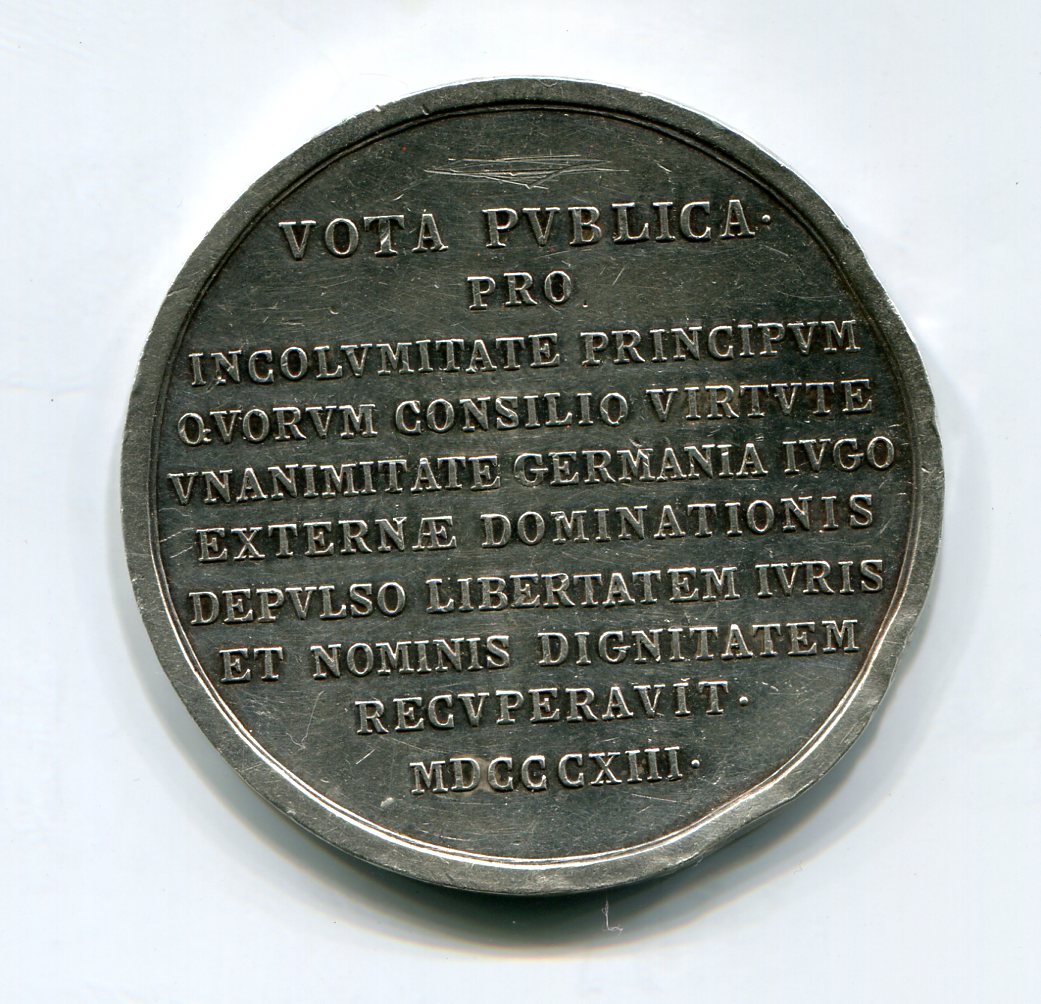 VOTA PVBLICA·
PRO
INCOLVMITATE PRINCIPVM
QVORVM CONSILIO VIRTVTE
VNANIMITATE GERMANIA IVGO
EXTERNÆ DOMINATIONIS
DEPVLSO LIBERTATEM IVRIS
ET NOMINIS DIGNITATEM
RECVPERAVIT·
MDCCCXIII·